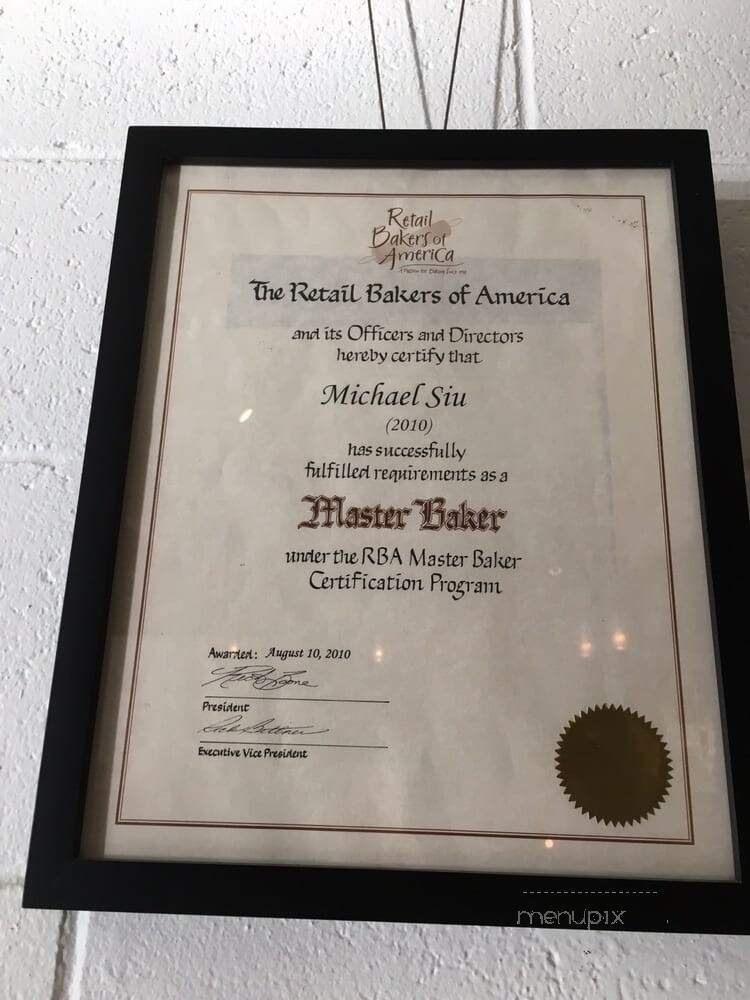 Retail
Bakers of
America
The Retail Bakers of America
and its Officers and Directors
hereby certify that
Michael Siu
(2010)
has successfully
fulfilled requirements as a
Master Baker
under the RBA Master Baker
Certification Program
Awarded: August 10, 2010
President
Executive Vice President
menupix